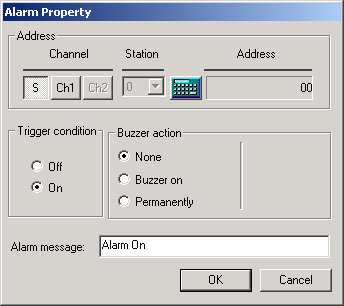 Alarm Property
Address
Channel Station Address
S Ch1 Ch2 0 00
Trigger condition
Off
On
Buzzer action
None
Buzzer on
Permanently
Alarm message: Alarm On
OK Cancel